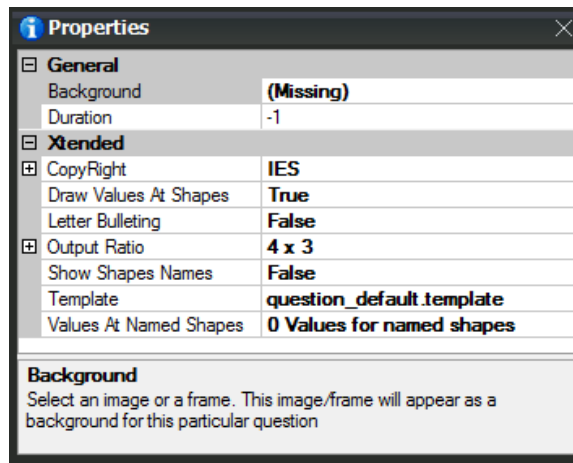 Properties
General
Background (Missing)
Duration -1
Xtended
CopyRight IES
Draw Values At Shapes True
Letter Bulleting False
Output Ratio 4 x 3
Show Shapes Names False
Template question_default.template
Values At Named Shapes 0 Values for named shapes
Background
Select an image or a frame. This image/frame will appear as a
background for this particular question